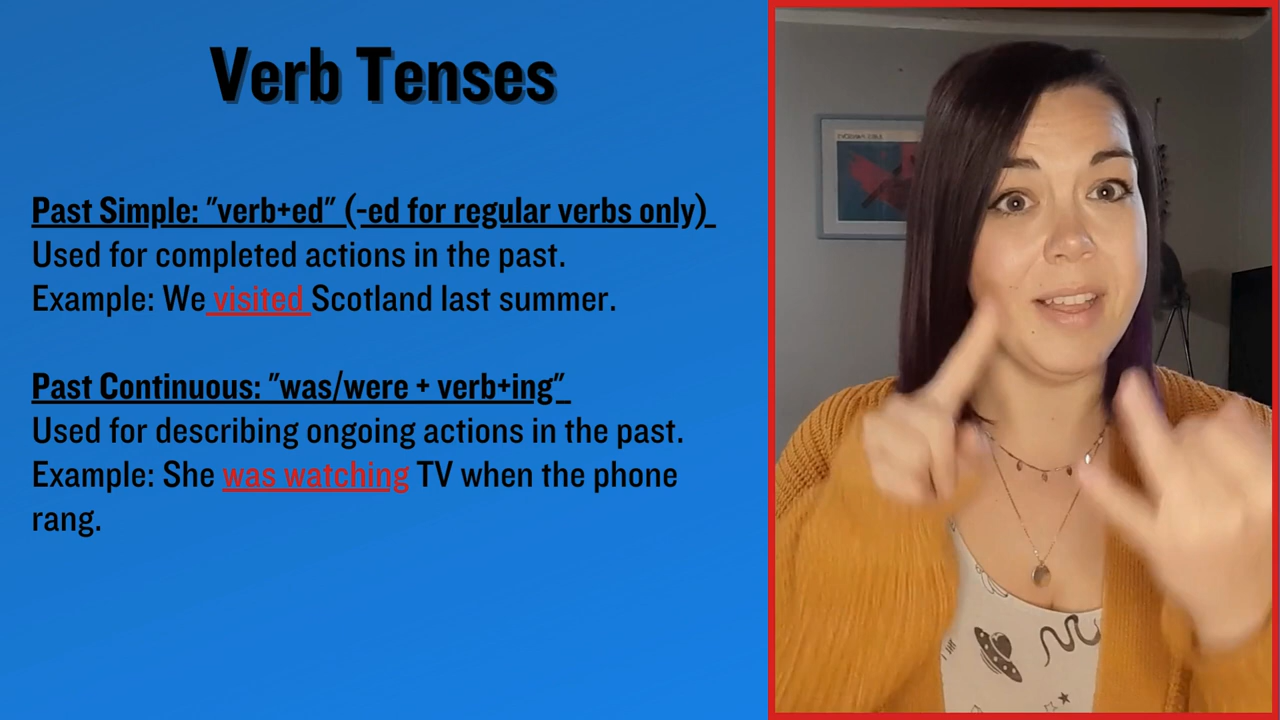 Verb Tenses
Past Simple: "verb+ed" (-ed for regular verbs only)
Used for completed actions in the past.
Example: We visited Scotland last summer.
Past Continuous: "was/were + verb+ing"
Used for describing ongoing actions in the past.
Example: She was watching TV when the phone
rang.